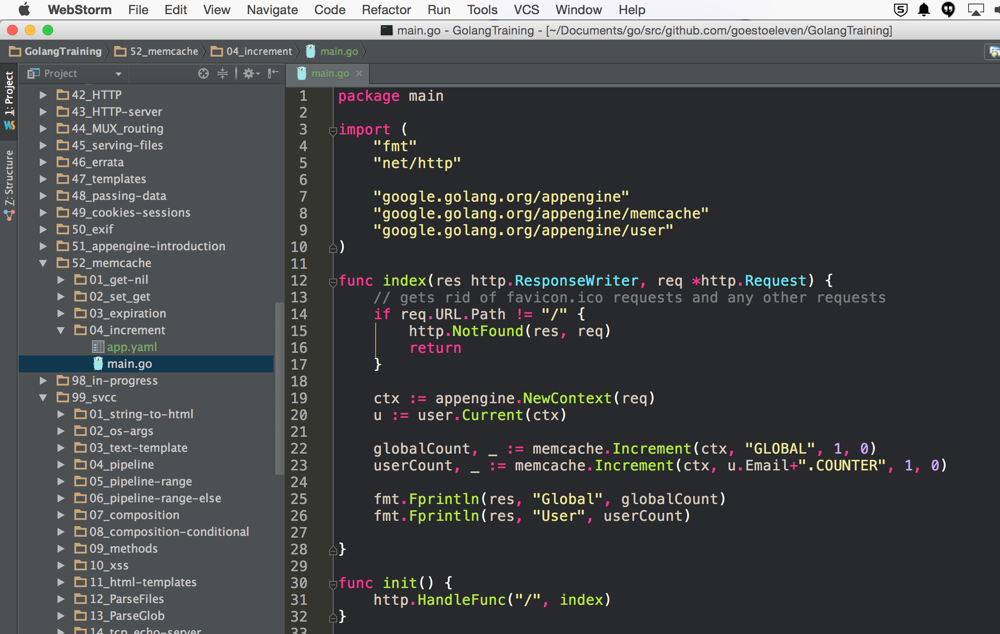 WebStorm File Edit View Navigate Code Refactor Run Tools VCS Window Help
main.go - GolangTraining - [~/Documents/go/src/github.com/goestoeleven/GolangTraining]
GolangTraining 52_memcache 04_increment main.go
1: Project
7: Structure
Project
42_HTTP
43_HTTP-server
44_MUX_routing
45_serving-files
46_errata
47_templates
48_passing-data
49_cookies-sessions
50_exif
51_appengine-introduction
52_memcache
01_get-nil
02_set_get
03_expiration
04_increment
app.yaml
main.go
98_in-progress
99_svcc
01_string-to-html
02_os-args
03_text-template
04_pipeline
05_pipeline-range
06_pipeline-range-else
07_composition
08_composition-conditional
09_methods
10_xss
11_html-templates
12_ParseFiles
13_ParseGlob
14_tcp_echo-server
main.go
1 package main
2
3 import (
4 "fmt"
5 "net/http"
6
7 "google.golang.org/appengine"
8 "google.golang.org/appengine/memcache"
9 "google.golang.org/appengine/user"
10 )
11
12 func index(res http.ResponseWriter, req *http.Request) {
13 // gets rid of favicon.ico requests and any other requests
14 if req.URL.Path != "/" {
15 http.NotFound(res, req)
16 return
17 }
18
19 ctx := appengine.NewContext(req)
20 u := user.Current(ctx)
21
22 globalCount, _ := memcache.Increment(ctx, "GLOBAL", 1, 0)
23 userCount, _ := memcache.Increment(ctx, u.Email+".COUNTER", 1, 0)
24
25 fmt.Fprintln(res, "Global", globalCount)
26 fmt.Fprintln(res, "User", userCount)
27
28 }
29
30 func init() {
31 http.HandleFunc("/", index)
32 }
33